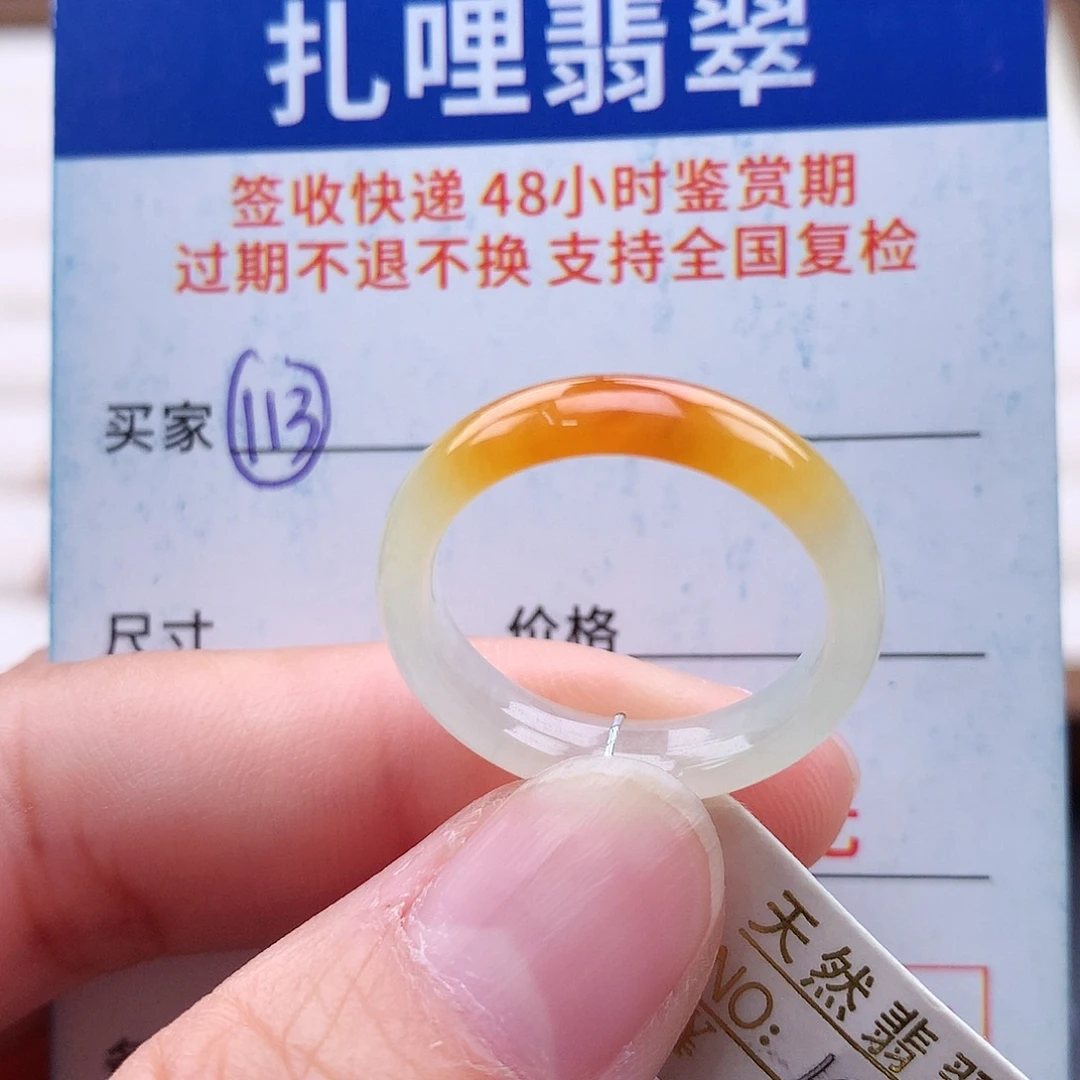 扎哩翡翠
签收快递 48小时鉴赏期
过期不退不换 支持全国复检
买家 113
尺寸 价格
天然翡翠
NO: